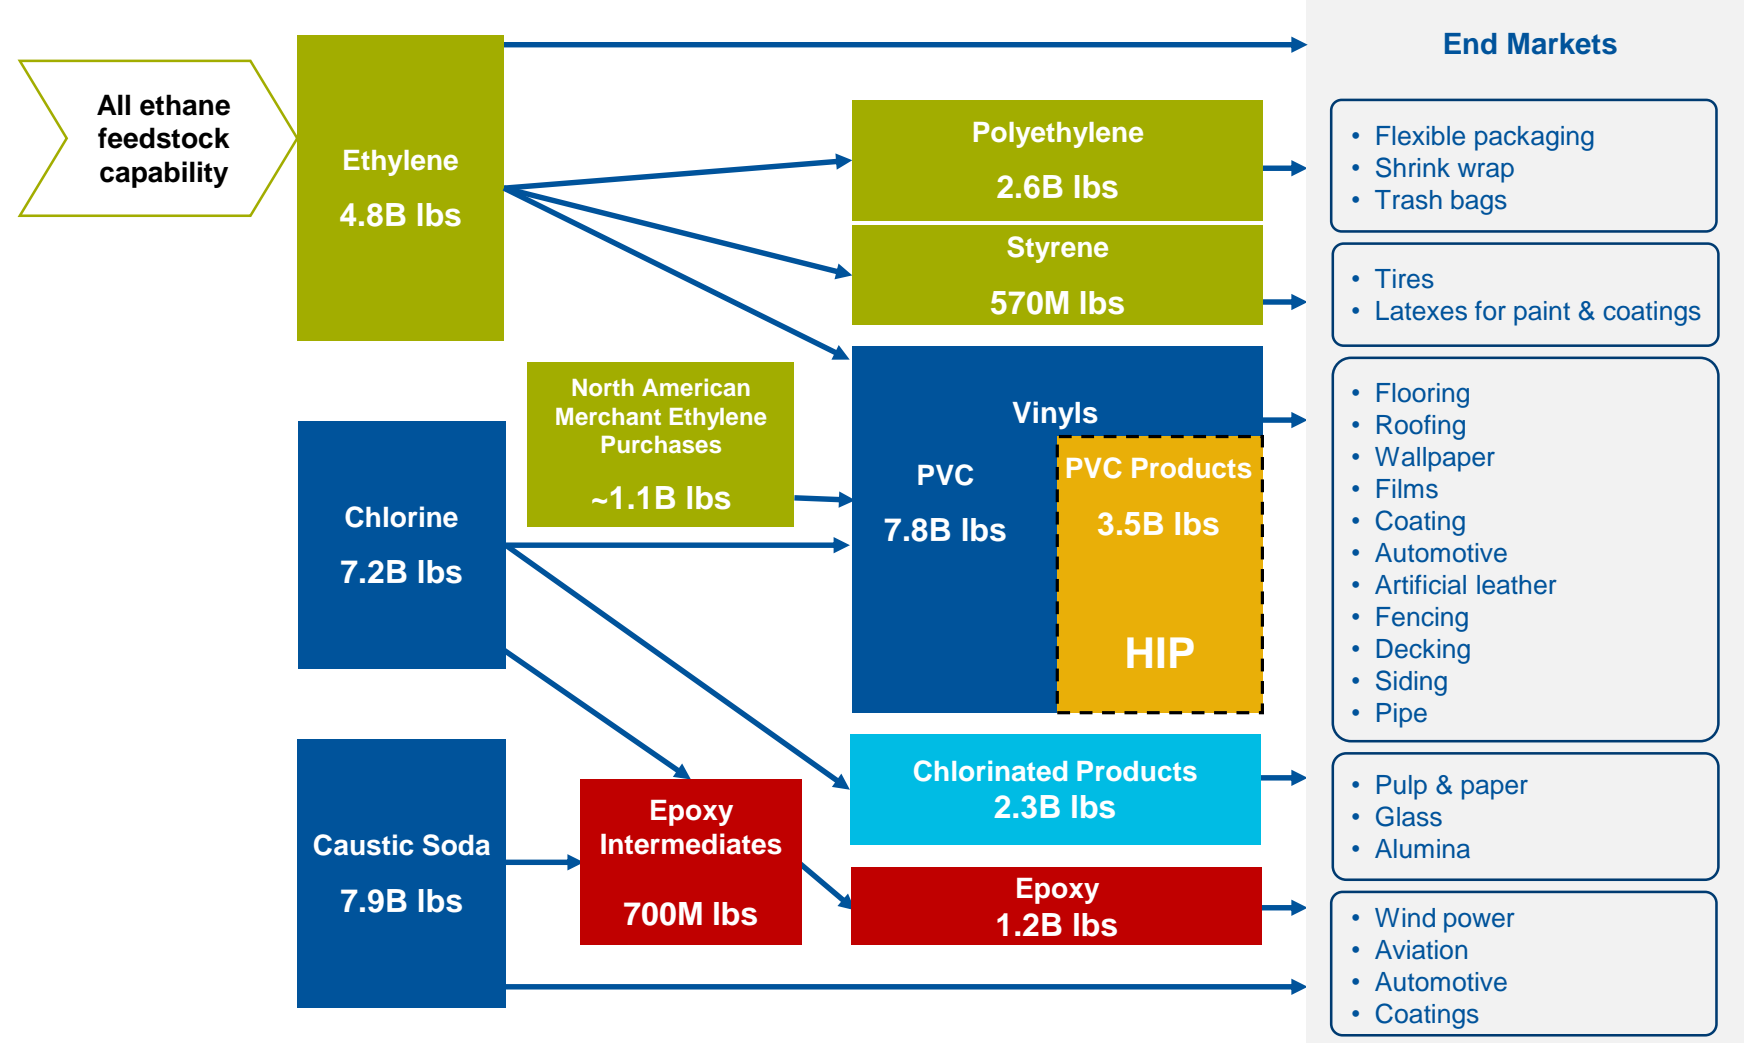 All ethane
feedstock
capability
Ethylene
4.8B lbs
Chlorine
7.2B lbs
Caustic Soda
7.9B lbs
North American
Merchant Ethylene
Purchases
~1.1B lbs
Epoxy
Intermediates
700M lbs
Polyethylene
2.6B lbs
Styrene
570M lbs
Vinyls
PVC
7.8B lbs
PVC Products
3.5B lbs
HIP
Chlorinated Products
2.3B lbs
Epoxy
1.2B lbs
End Markets
• Flexible packaging
• Shrink wrap
• Trash bags
• Tires
• Latexes for paint & coatings
• Flooring
• Roofing
• Wallpaper
• Films
• Coating
• Automotive
• Artificial leather
• Fencing
• Decking
• Siding
• Pipe
• Pulp & paper
• Glass
• Alumina
• Wind power
• Aviation
• Automotive
• Coatings